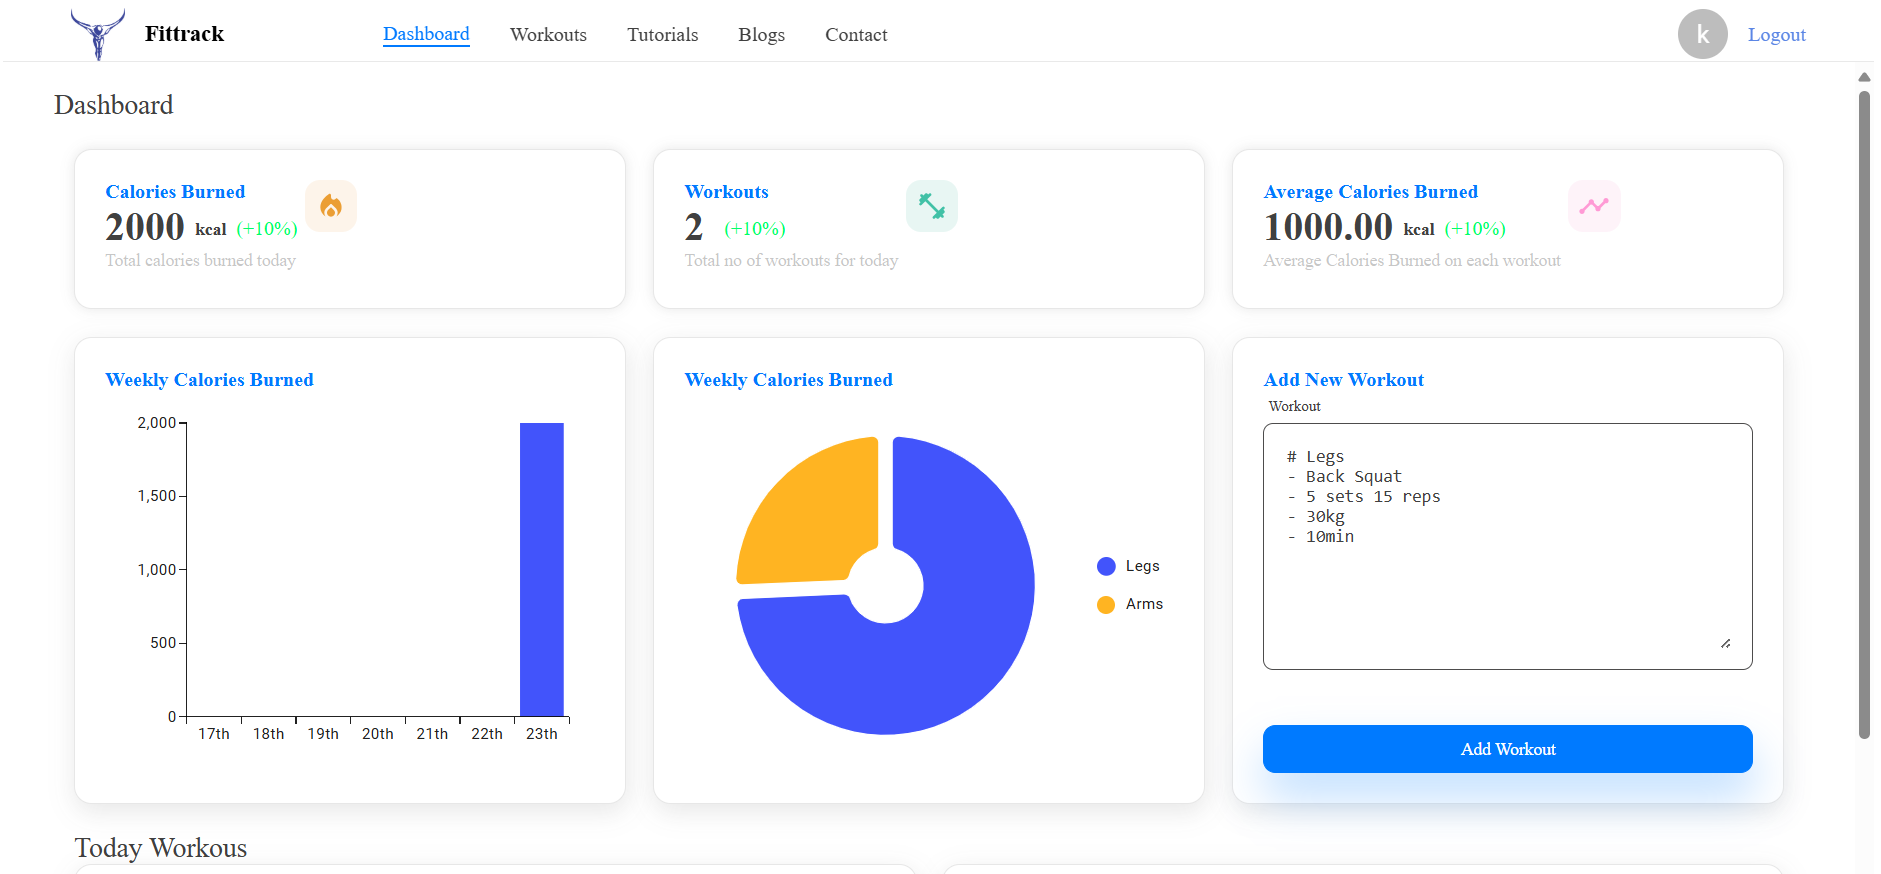 Fittrack
Dashboard
Workouts
Tutorials
Blogs
Contact
k
Logout
Dashboard
Calories Burned
2000 kcal (+10%)
Total calories burned today
Workouts
2 (+10%)
Total no of workouts for today
Average Calories Burned
1000.00 kcal (+10%)
Average Calories Burned on each workout
Weekly Calories Burned
2,000
1,500
1,000
500
0
17th 18th 19th 20th 21th 22th 23th
Weekly Calories Burned
Legs
Arms
Add New Workout
Workout
# Legs
- Back Squat
- 5 sets 15 reps
- 30kg
- 10min
Add Workout
Today Workous